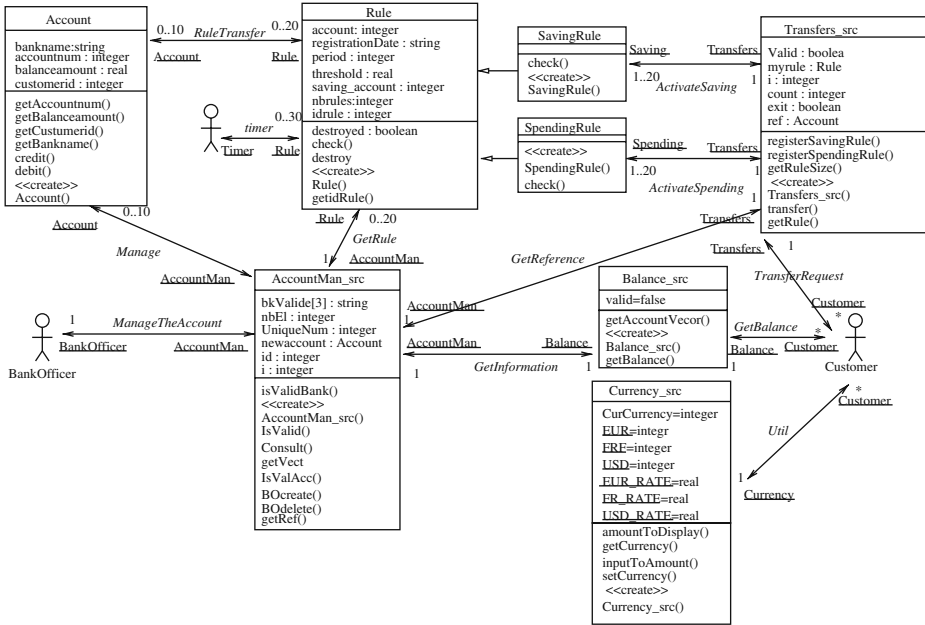 Account
bankname:string
accountnum : integer
balanceamount : real
customerid : integer
getAccountnum()
getBalanceamount()
getCustumerid()
getBankname()
credit()
debit()
<<create>>
Account()
0..10
RuleTransfer
0..20
Account
Rule
Rule
account: integer
registrationDate : string
period : integer
threshold : real
saving_account : integer
nbrules:integer
idrule : integer
destroyed : boolean
check()
destroy
<<create>>
Rule()
getidRule()
timer
0..30
Timer
Rule
SavingRule
check()
<<create>>
SavingRule()
Saving
Transfers
1..20
1
ActivateSaving
SpendingRule
<<create>>
SpendingRule()
check()
Spending
Transfers
1..20
1
ActivateSpending
Transfers_src
Valid : boolea
myrule : Rule
i : integer
count : integer
exit : boolean
ref : Account
registerSavingRule()
registerSpendingRule()
getRuleSize()
<<create>>
Transfers_src()
transfer()
getRule()
0..10
Account
Manage
AccountMan
Rule
0..20
GetRule
1
AccountMan
1
Transfers
GetReference
AccountMan
1
Transfers
1
TransferRequest
Customer
*
AccountMan_src
bkValide[3] : string
nbEl : integer
UniqueNum : integer
newaccount : Account
id : integer
i : integer
isValidBank()
<<create>>
AccountMan_src()
IsValid()
Consult()
getVect
IsValAcc()
BOcreate()
BOdelete()
getRef()
1
ManageTheAccount
BankOfficer
AccountMan
BankOfficer
AccountMan
Balance
1
GetInformation
1
Balance_src
valid=false
getAccountVecor()
<<create>>
Balance_src()
getBalance()
GetBalance
*
Balance
Customer
1
Customer
*
Customer
Util
1
Currency
Currency_src
CurCurrency=integer
EUR=integr
FRF=integer
USD=integer
EUR_RATE=real
FR_RATE=real
USD_RATE=real
amountToDisplay()
getCurrency()
inputToAmount()
setCurrency()
<<create>>
Currency_src()